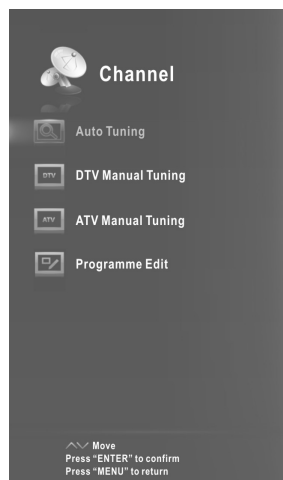 Channel
Auto Tuning
DTV
DTV Manual Tuning
ATV
ATV Manual Tuning
Programme Edit
Move
Press “ENTER” to confirm
Press “MENU” to return